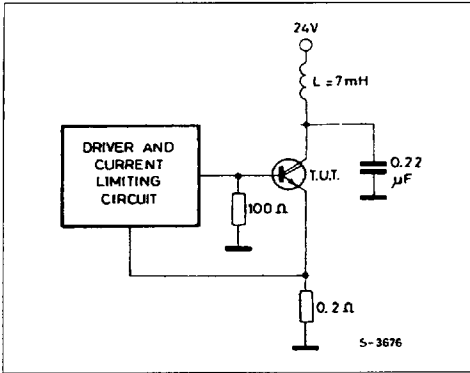 24V
L = 7mH
DRIVER AND
CURRENT
LIMITING
CIRCUIT
T.U.T.
0.22
µF
100 Ω
0.2 Ω
S-3676